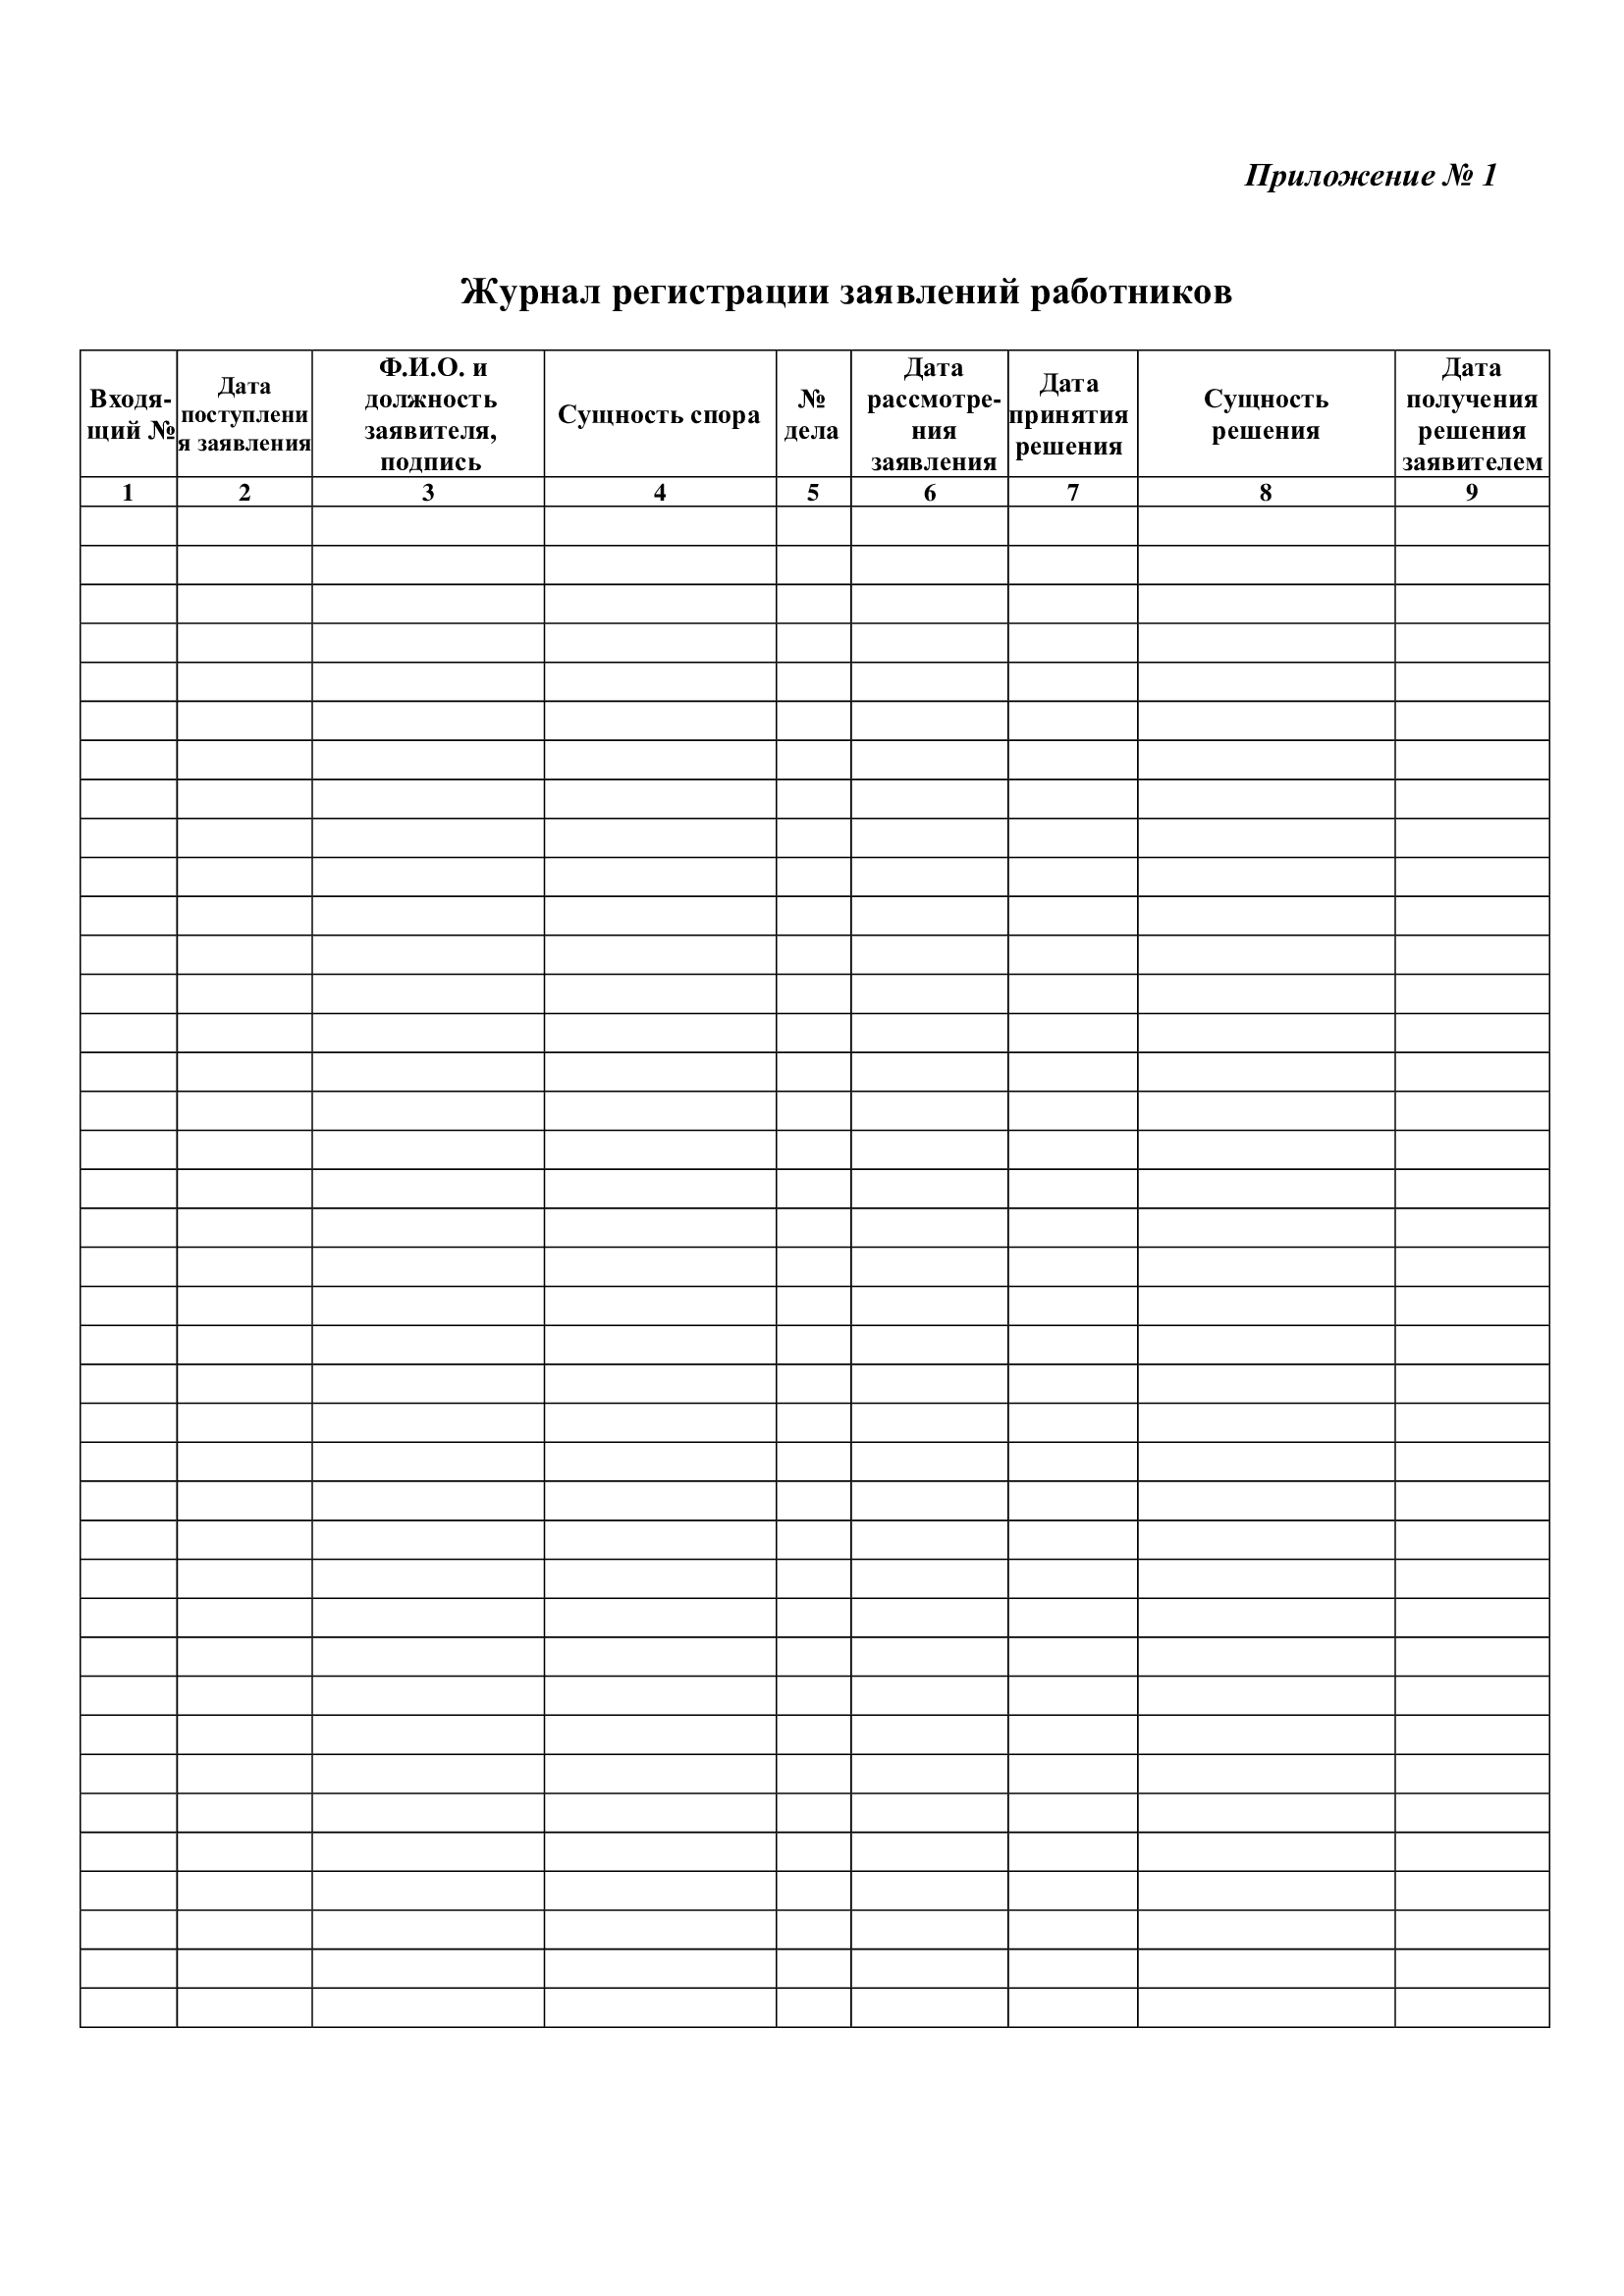 Приложение № 1
Журнал регистрации заявлений работников
Входя-
щий №
Дата
поступлени
я заявления
Ф.И.О. и
должность
заявителя,
подпись
Сущность спора
№
дела
Дата
рассмотре-
ния
заявления
Дата
принятия
решения
Сущность
решения
Дата
получения
решения
заявителем
1 2 3 4 5 6 7 8 9